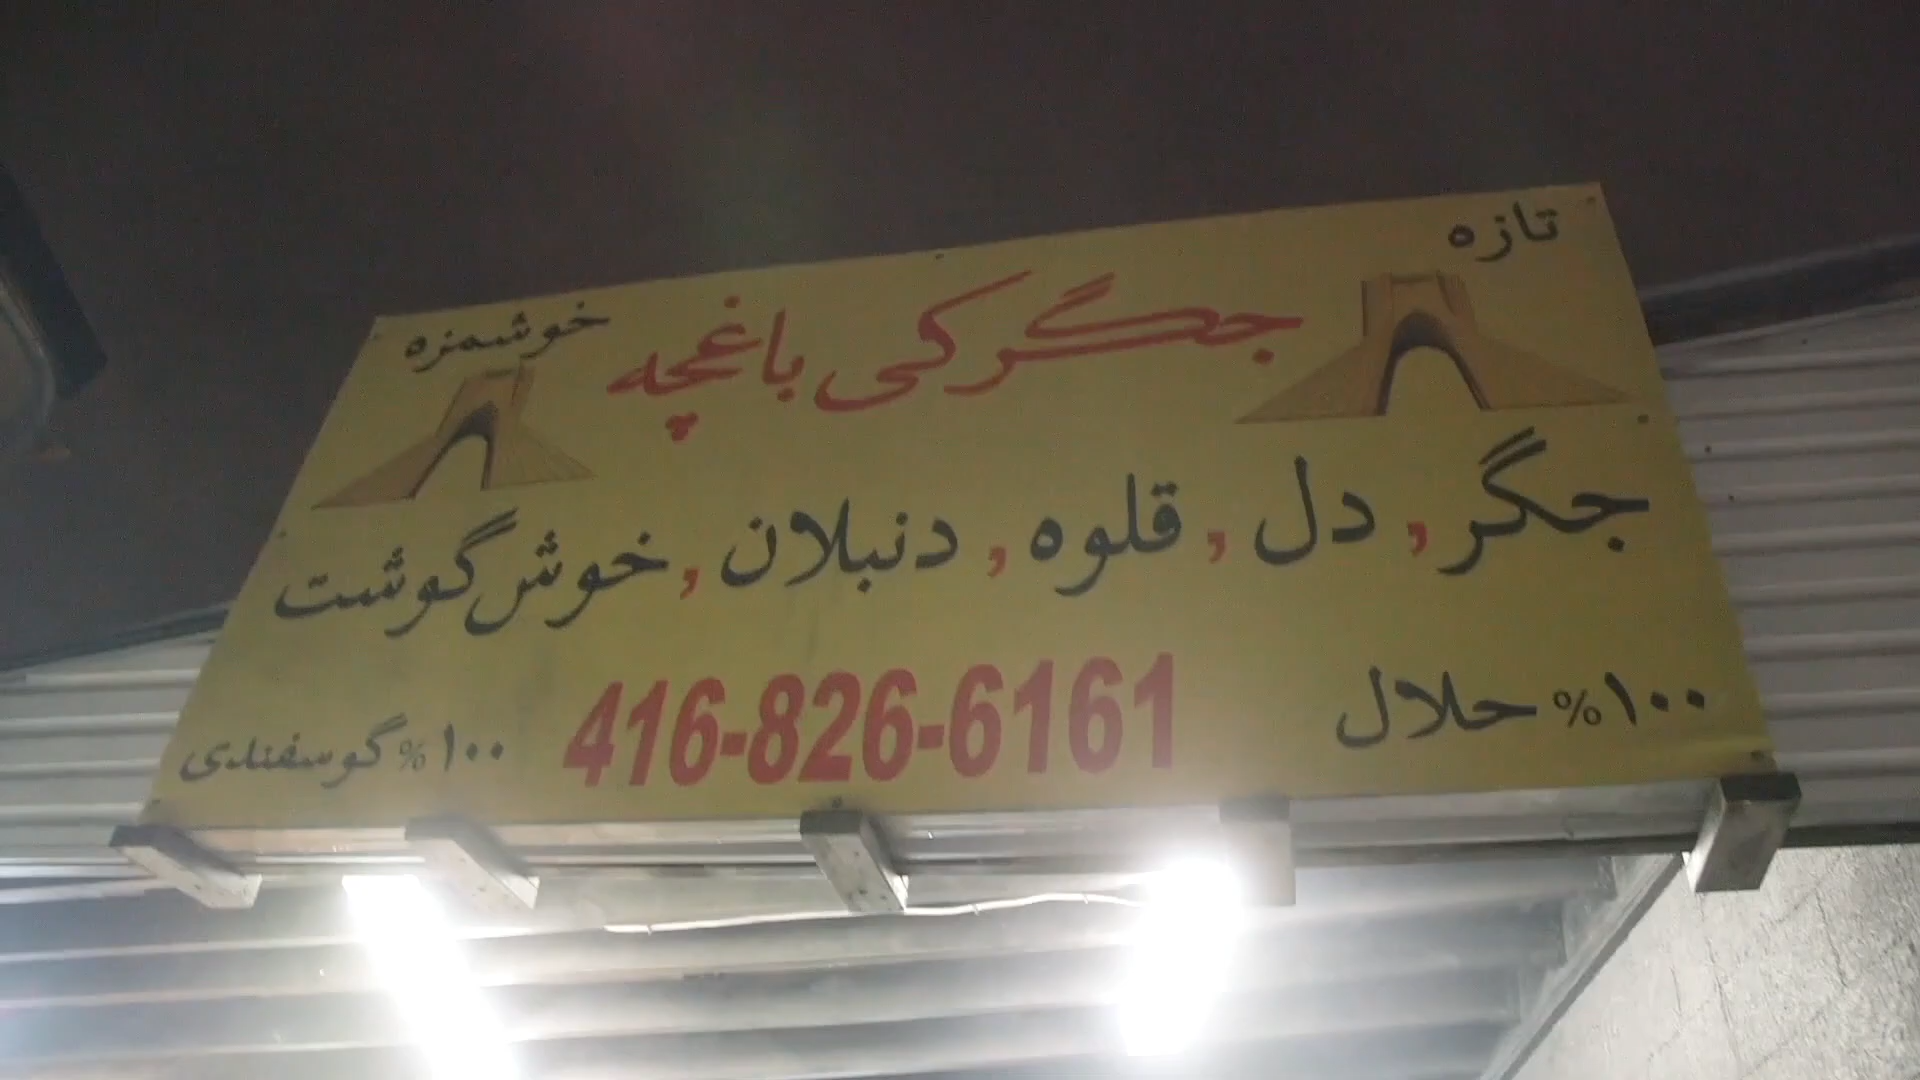 تازه
خوشمزه
جگرکی باغچه
جگر, دل, قلوه, دنبلان, خوش گوشت
۱۰۰% حلال
416-826-6161
۱۰۰% گوسفندی